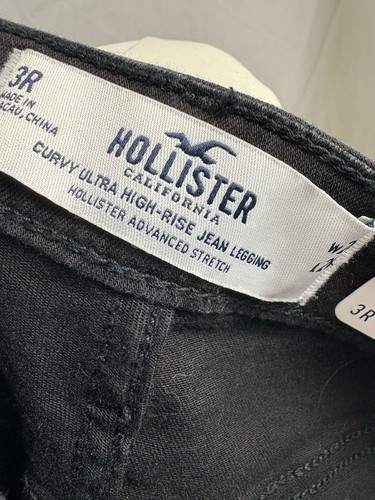 3R
MADE IN
MACAU, CHINA
HOLLISTER
CALIFORNIA
CURVY ULTRA HIGH-RISE JEAN LEGGING
HOLLISTER ADVANCED STRETCH
W
L
3R